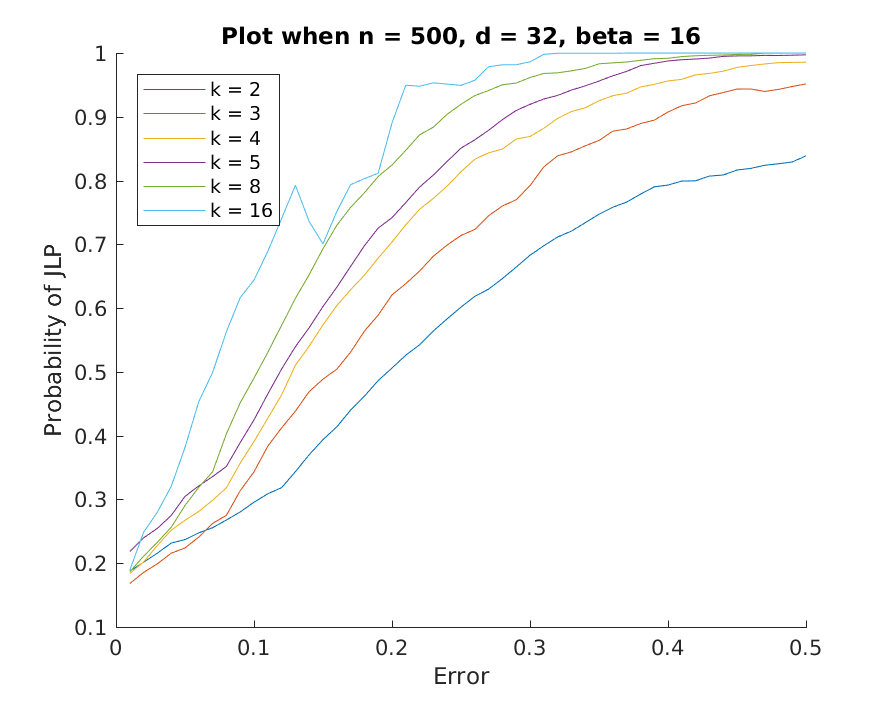 Plot when n = 500, d = 32, beta = 16
k = 2
k = 3
k = 4
k = 5
k = 8
k = 16
Probability of JLP
1
0.9
0.8
0.7
0.6
0.5
0.4
0.3
0.2
0.1
0 0.1 0.2 0.3 0.4 0.5
Error